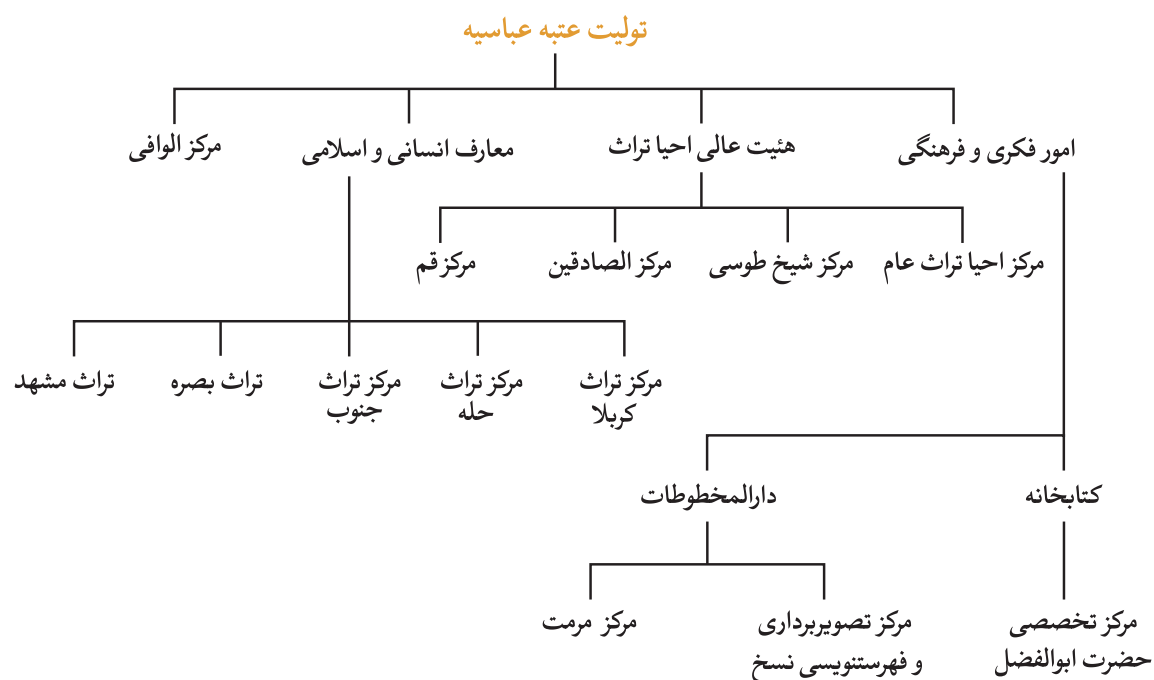 تولیت عتبه عباسیه
امور فکری و فرهنگی
هئیت عالی احیا تراث
معارف انسانی و اسلامی
مرکز الوافی
مرکز احیا تراث عام
مرکز شیخ طوسی
مرکز الصادقین
مرکز قم
مرکز تراث
کربلا
مرکز تراث
حله
مرکز تراث
جنوب
تراث بصره
تراث مشهد
کتابخانه
دارالمخطوطات
مرکز تخصصی
حضرت ابوالفضل
مرکز تصویربرداری
و فهرستنویسی نسخ
مرکز مرمت